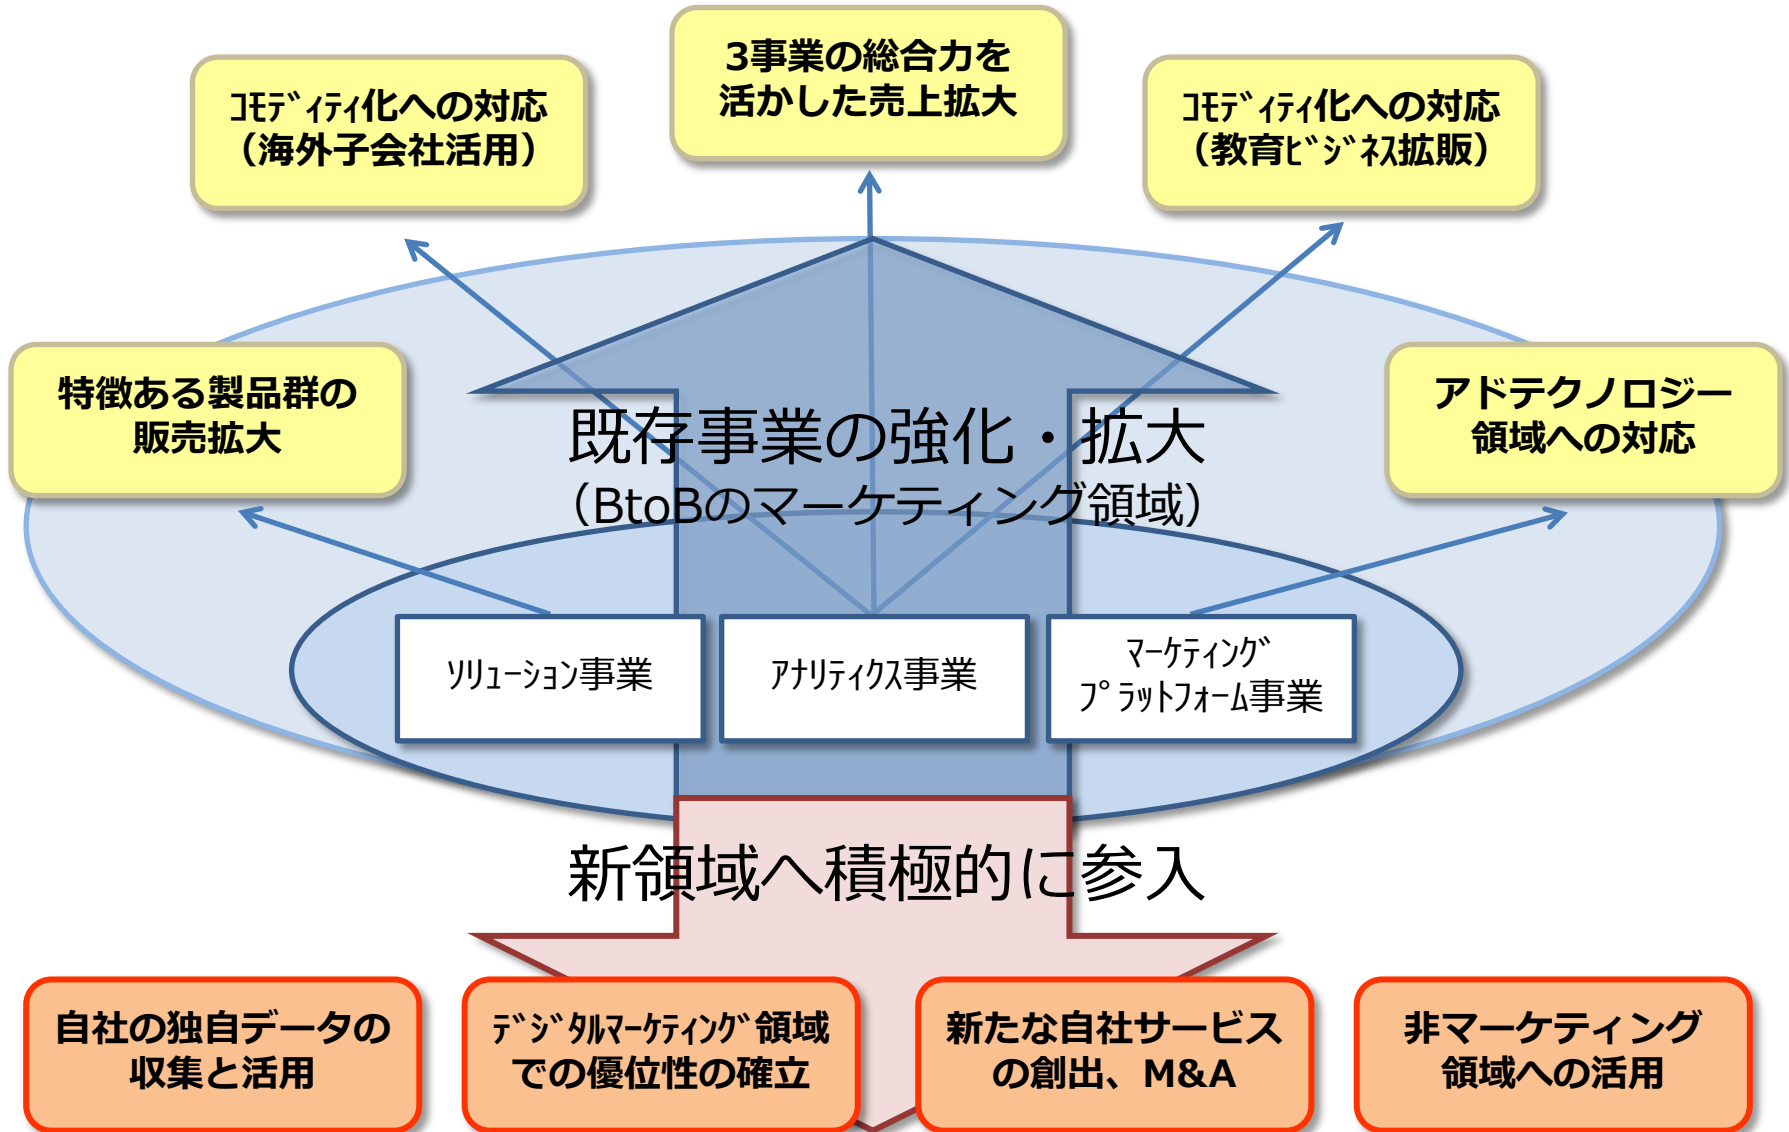 3事業の総合力を
活かした売上拡大
ｺﾓﾃﾞｨﾃｨ化への対応
（海外子会社活用）
ｺﾓﾃﾞｨﾃｨ化への対応
（教育ﾋﾞｼﾞﾈｽ拡販）
特徴ある製品群の
販売拡大
アドテクノロジー
領域への対応
既存事業の強化・拡大
（BtoBのマーケティング領域）
ｿﾘｭｰｼｮﾝ事業
ｱﾅﾘﾃｨｸｽ事業
ﾏｰｹﾃｨﾝｸﾞ
ﾌﾟﾗｯﾄﾌｫｰﾑ事業
新領域へ積極的に参入
自社の独自データの
収集と活用
ﾃﾞｼﾞﾀﾙﾏｰｹﾃｨﾝｸﾞ領域
での優位性の確立
新たな自社サービス
の創出、M&A
非マーケティング
領域への活用